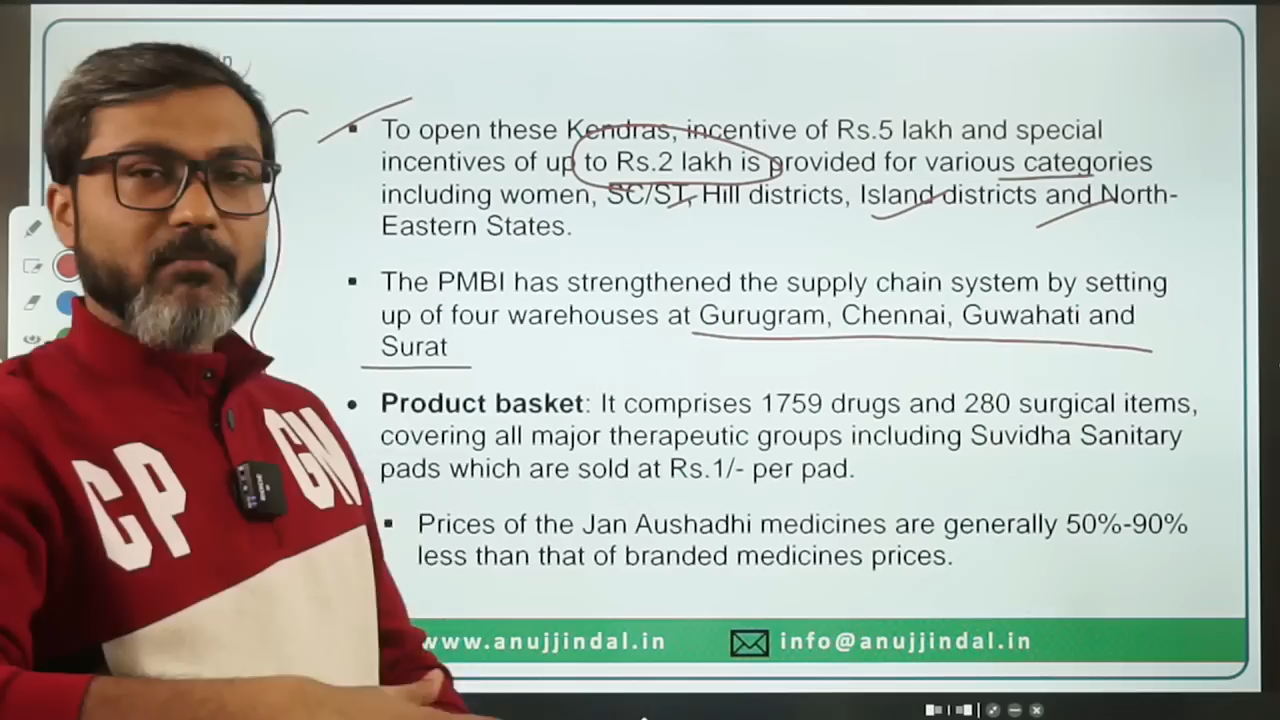 To open these Kendras, incentive of Rs.5 lakh and special
incentives of up to Rs.2 lakh is provided for various categories
including women, SC/ST, Hill districts, Island districts and North-
Eastern States.
The PMBI has strengthened the supply chain system by setting
up of four warehouses at Gurugram, Chennai, Guwahati and
Surat
Product basket: It comprises 1759 drugs and 280 surgical items,
covering all major therapeutic groups including Suvidha Sanitary
pads which are sold at Rs.1/- per pad.
Prices of the Jan Aushadhi medicines are generally 50%-90%
less than that of branded medicines prices.
www.anujjindal.in
info@anujjindal.in
CP GN